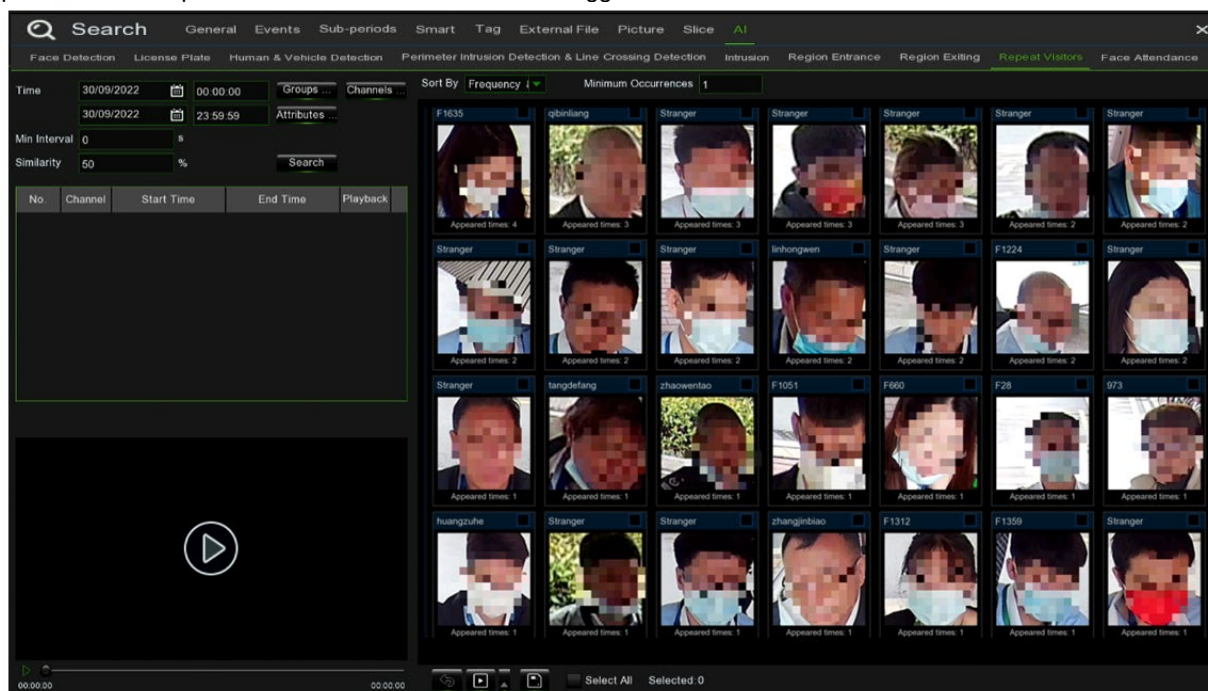 Search General Events Sub-periods Smart Tag External File Picture Slice AI
Face Detection License Plate Human & Vehicle Detection Perimeter Intrusion Detection & Line Crossing Detection Intrusion Region Entrance Region Exiting Repeat Visitors Face Attendance
Time 30/09/2022 00:00:00 Groups ... Channels ...
30/09/2022 23:59:59 Attributes ...
Min Interval 0 s
Similarity 50 % Search
No. Channel Start Time End Time Playback
00:00:00 00:00:00
Sort By Frequency Minimum Occurrences 1
F1635 qibinliang Stranger Stranger Stranger Stranger Stranger
Appeared times: 4 Appeared times: 3 Appeared times: 3 Appeared times: 3 Appeared times: 3 Appeared times: 2 Appeared times: 2
Stranger Stranger Stranger linhongwen Stranger F1224 Stranger
Appeared times: 2 Appeared times: 2 Appeared times: 2 Appeared times: 2 Appeared times: 2 Appeared times: 2 Appeared times: 2
Stranger tangdefang zhaowentao F1051 F660 F28 973
Appeared times: 1 Appeared times: 1 Appeared times: 1 Appeared times: 1 Appeared times: 1 Appeared times: 1 Appeared times: 1
huangzuhe Stranger Stranger zhangjinbiao F1312 F1359 Stranger
Appeared times: 1 Appeared times: 1 Appeared times: 1 Appeared times: 1 Appeared times: 1 Appeared times: 1 Appeared times: 1
Select All Selected:0